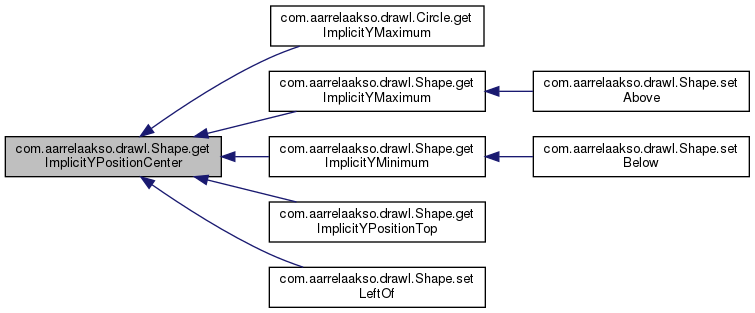 com.aarrelaakso.drawl.Circle.get
ImplicitYMaximum
com.aarrelaakso.drawl.Shape.get
ImplicitYMaximum
com.aarrelaakso.drawl.Shape.set
Above
com.aarrelaakso.drawl.Shape.get
ImplicitYPositionCenter
com.aarrelaakso.drawl.Shape.get
ImplicitYMinimum
com.aarrelaakso.drawl.Shape.set
Below
com.aarrelaakso.drawl.Shape.get
ImplicitYPositionTop
com.aarrelaakso.drawl.Shape.set
LeftOf